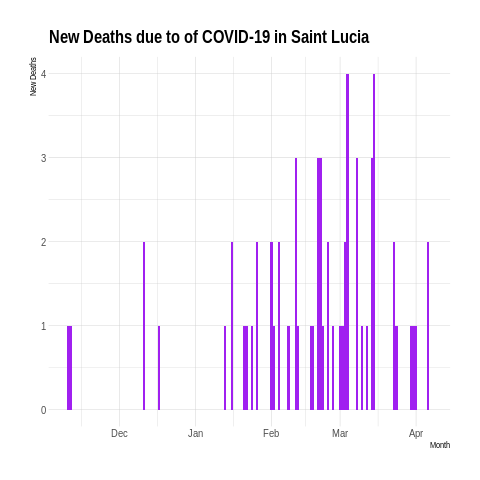 New Deaths due to of COVID-19 in Saint Lucia
New Deaths
4
3
2
1
0
Dec Jan Feb Mar Apr
Month